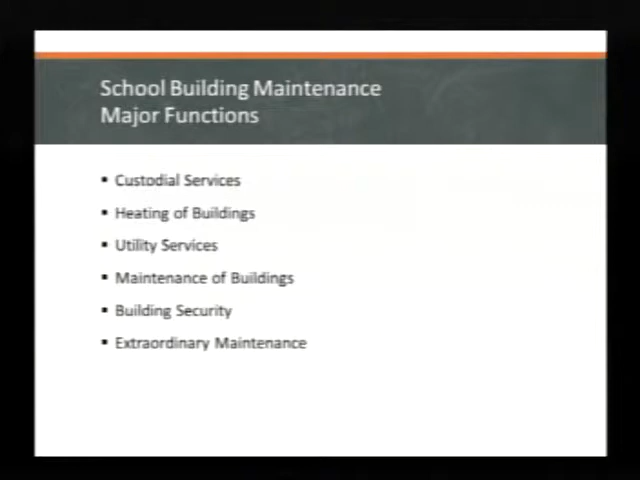 School Building Maintenance
Major Functions
▪ Custodial Services
▪ Heating of Buildings
▪ Utility Services
▪ Maintenance of Buildings
▪ Building Security
▪ Extraordinary Maintenance